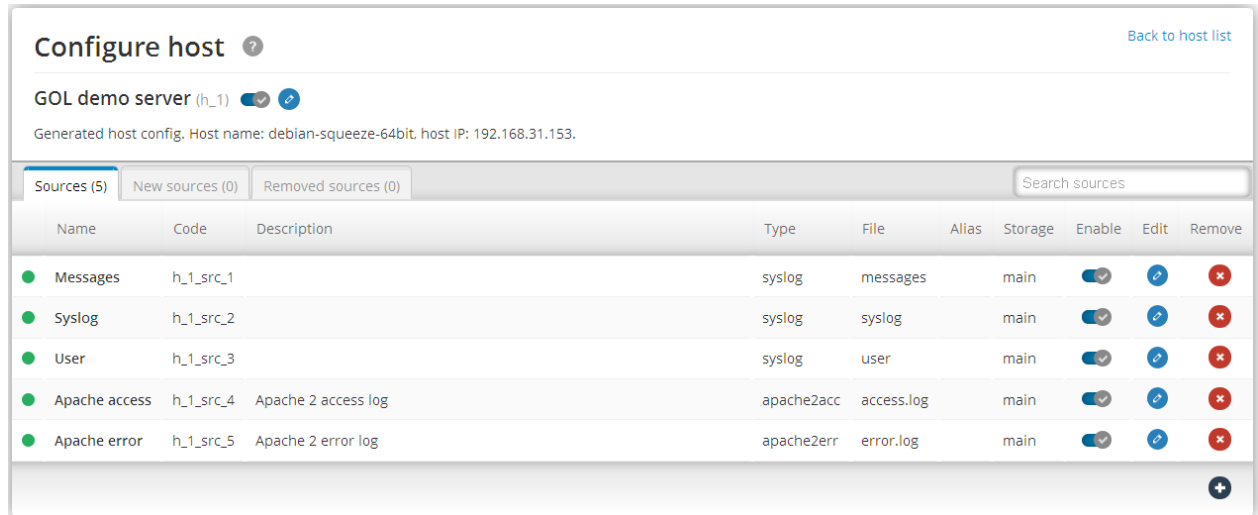 Configure host ?
Back to host list
GOL demo server (h_1)
Generated host config. Host name: debian-squeeze-64bit, host IP: 192.168.31.153.
Sources (5) New sources (0) Removed sources (0) Search sources
Name Code Description Type File Alias Storage Enable Edit Remove
Messages h_1_src_1 syslog messages main
Syslog h_1_src_2 syslog syslog main
User h_1_src_3 syslog user main
Apache access h_1_src_4 Apache 2 access log apache2acc access.log main
Apache error h_1_src_5 Apache 2 error log apache2err error.log main